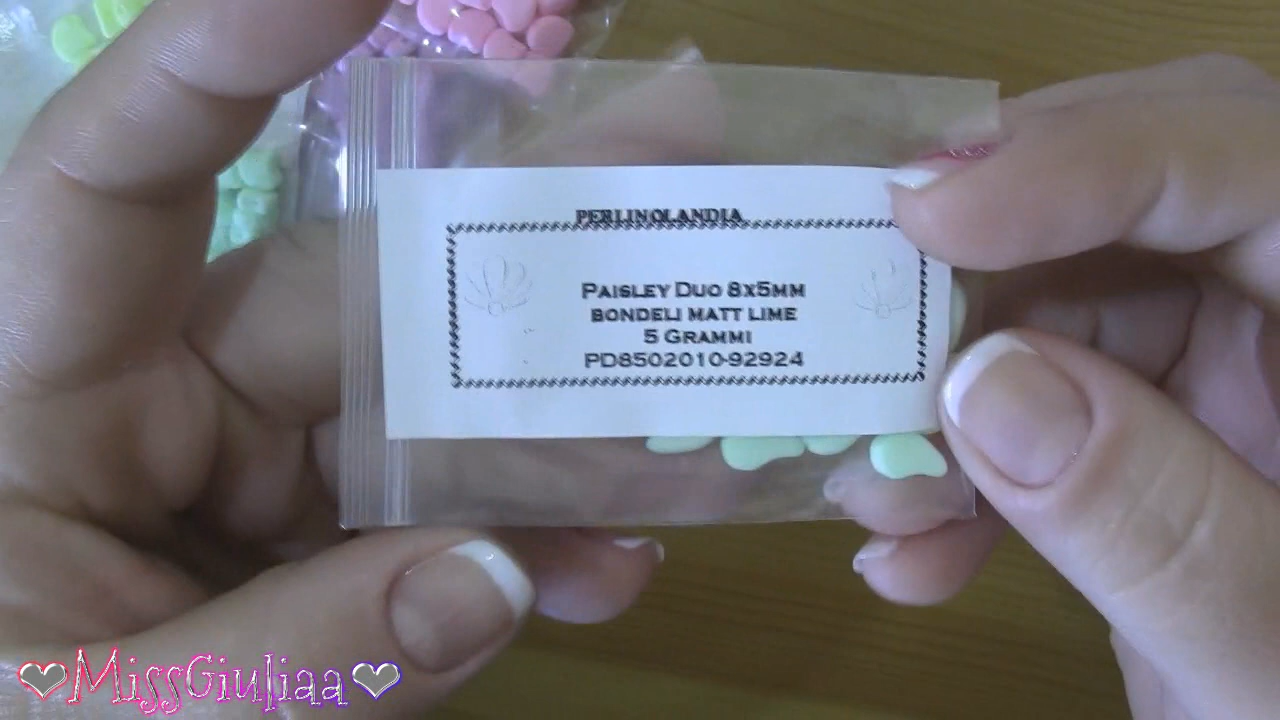 PERLINOLANDIA
PAISLEY DUO 8X5MM
BONDELI MATT LIME
5 GRAMMI
PD8502010-92924
MissGiuliaa